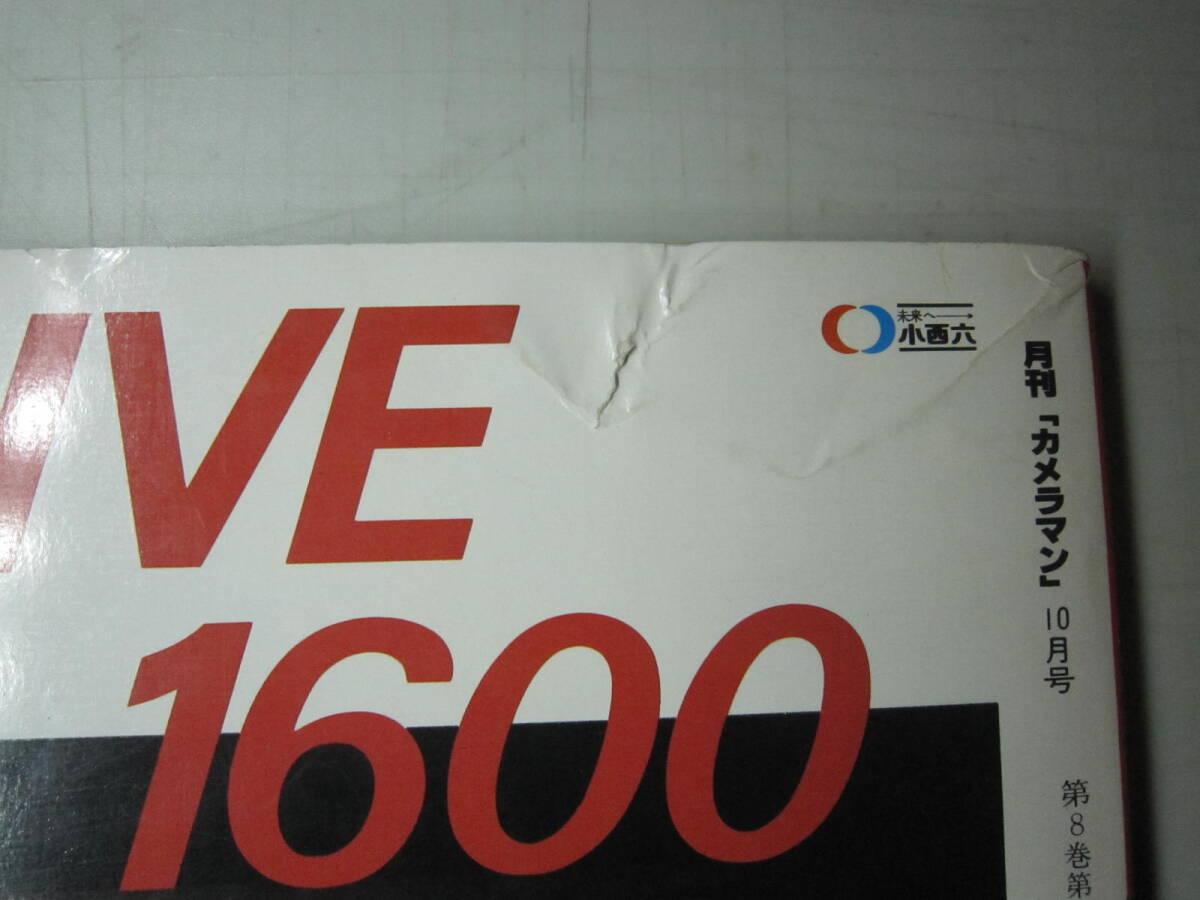 VE
1600
未来へ
小西六
月刊「カメラマン」10月号
第8巻第